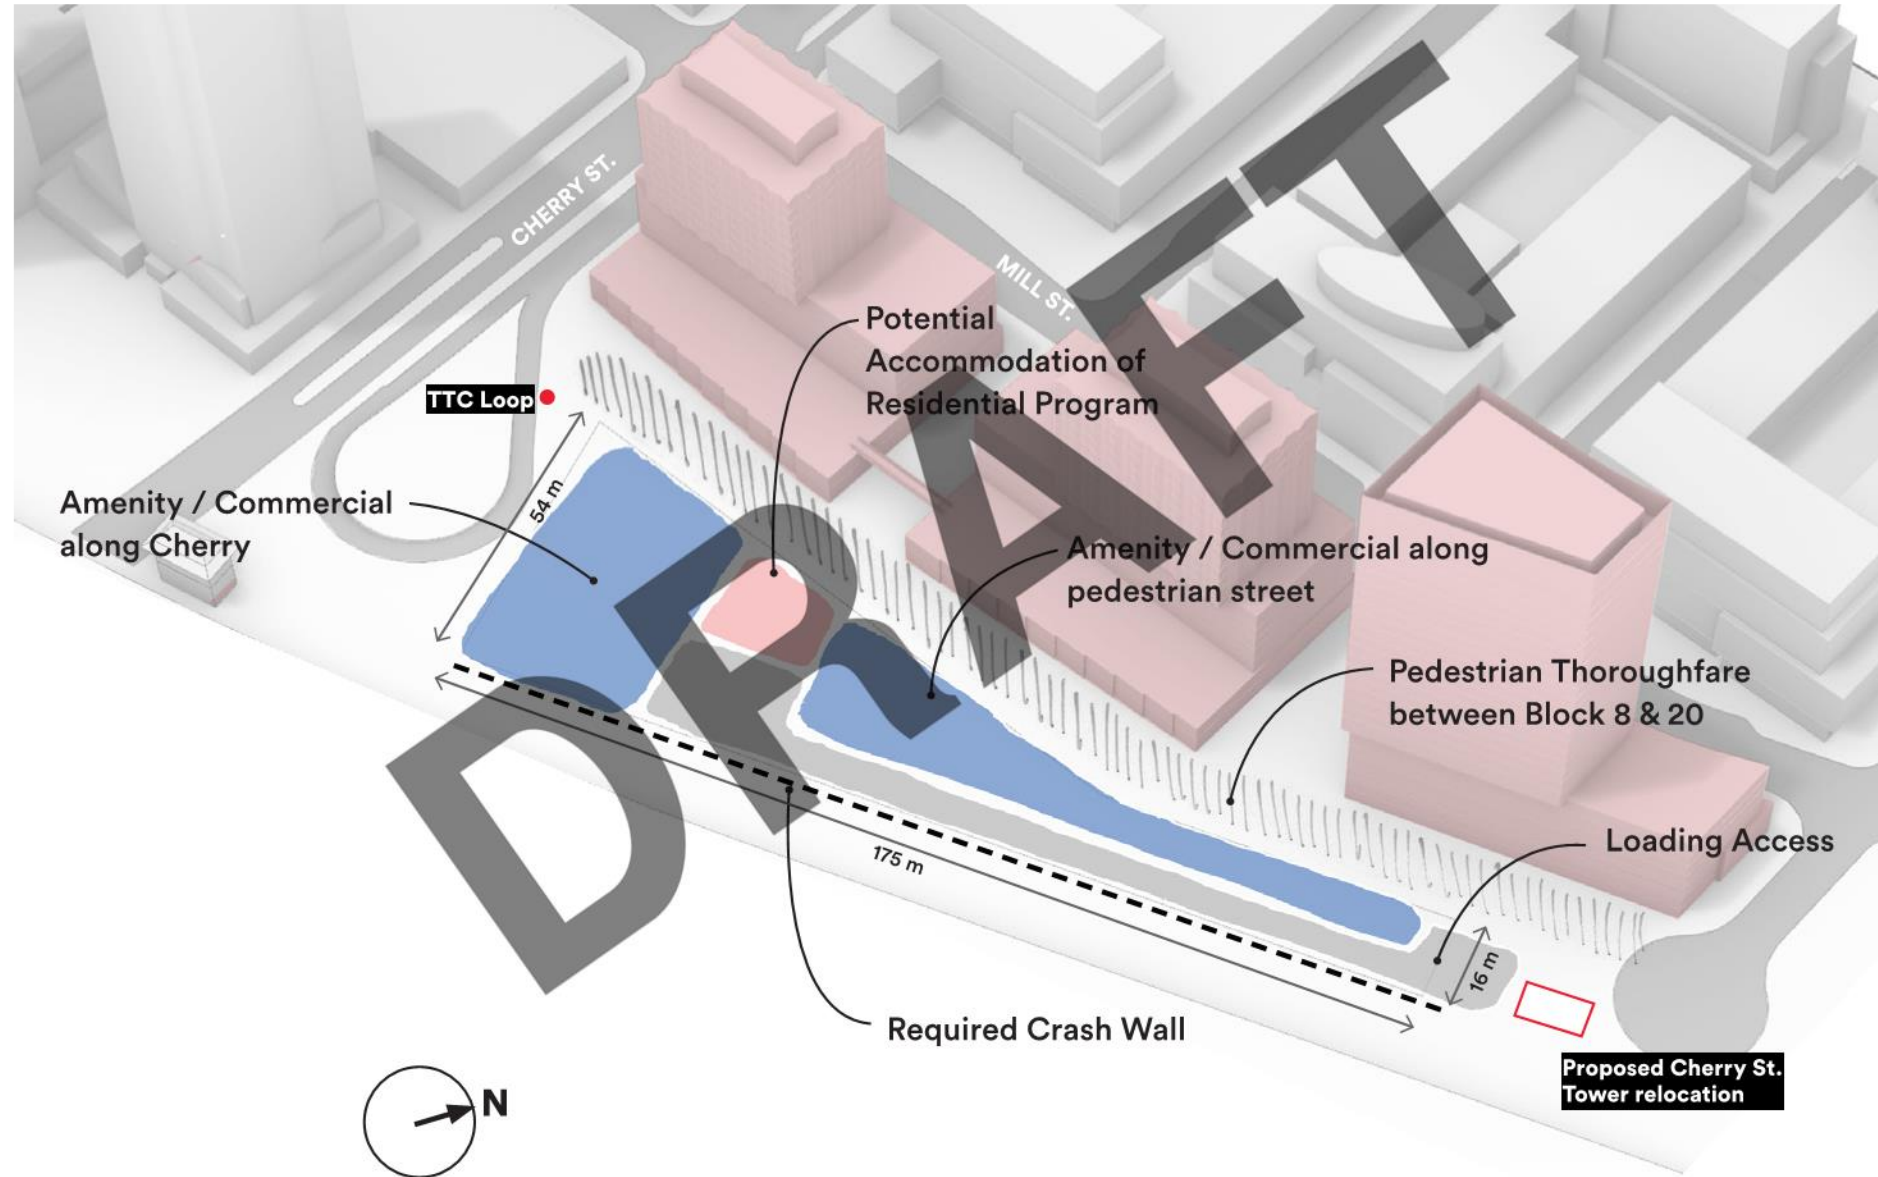 CHERRY ST.
MILL ST.
Potential
Accommodation of
Residential Program
TTC Loop
Amenity / Commercial
along Cherry
54 m
Amenity / Commercial along
pedestrian street
Pedestrian Thoroughfare
between Block 8 & 20
Loading Access
175 m
16 m
Required Crash Wall
Proposed Cherry St.
Tower relocation
N
DRAFT